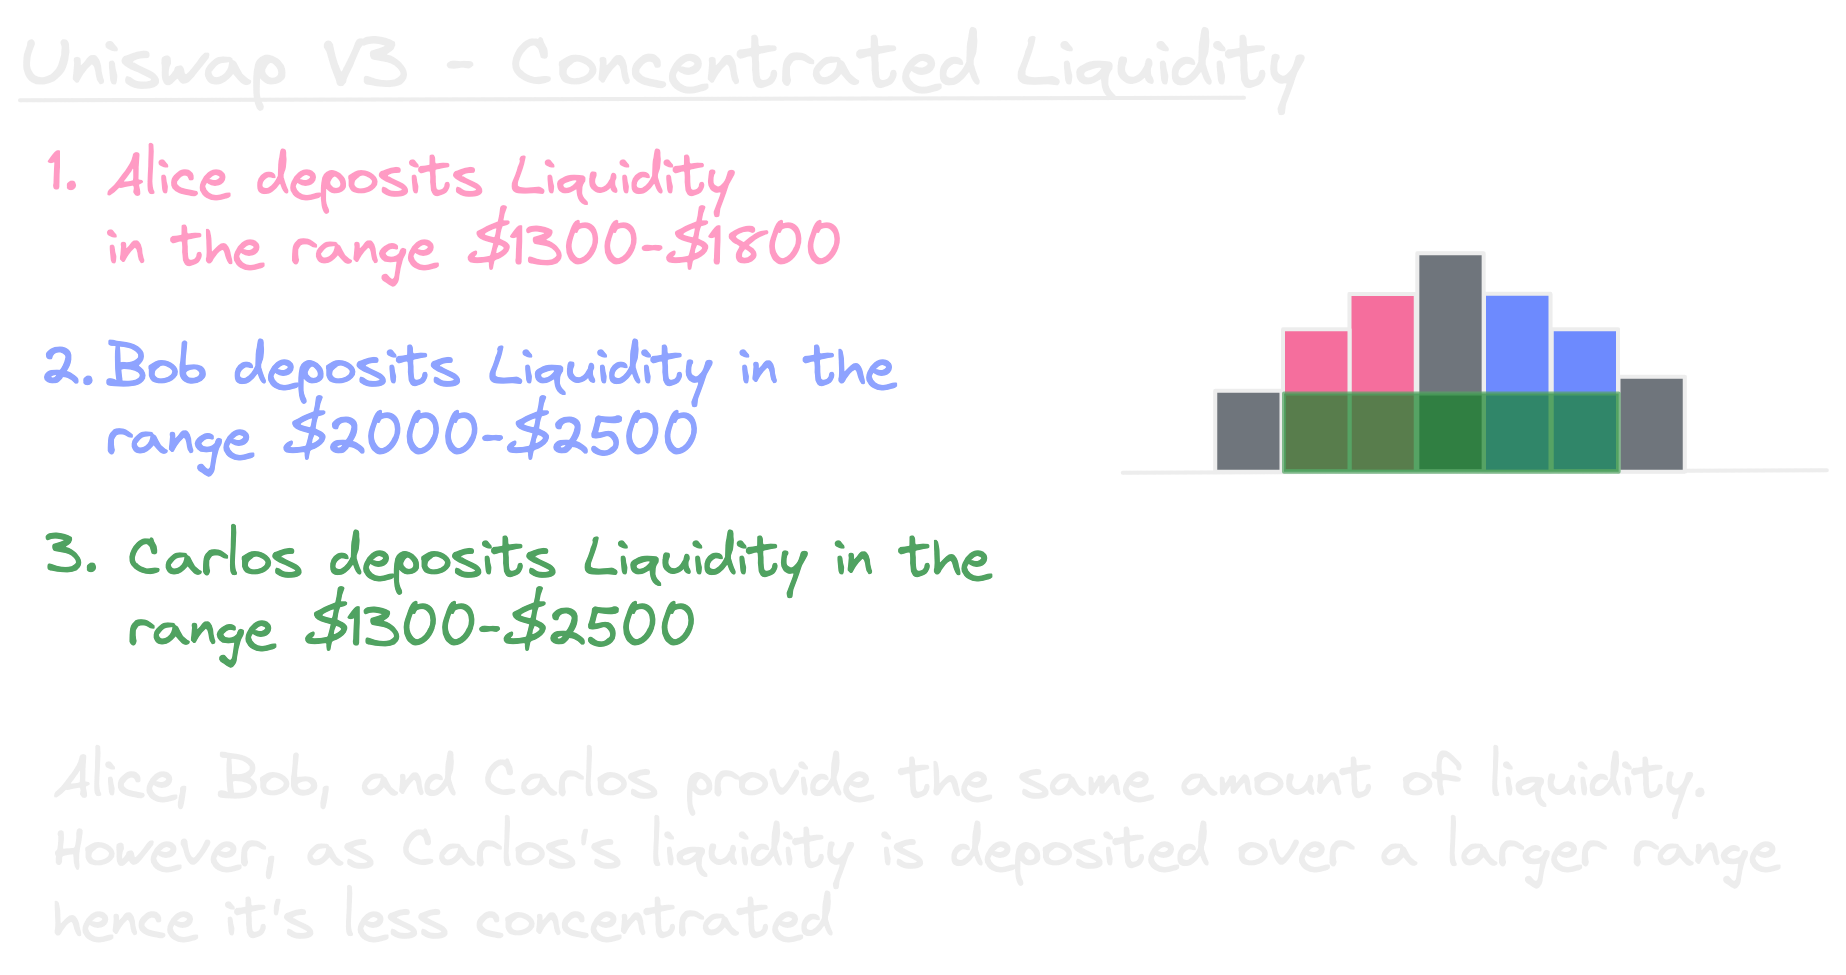 Uniswap V3 - Concentrated Liquidity
1. Alice deposits Liquidity
in the range $1300-$1800
2. Bob deposits Liquidity in the
range $2000-$2500
3. Carlos deposits Liquidity in the
range $1300-$2500
Alice, Bob, and Carlos provide the same amount of liquidity.
However, as Carlos's liquidity is deposited over a larger range
hence it's less concentrated